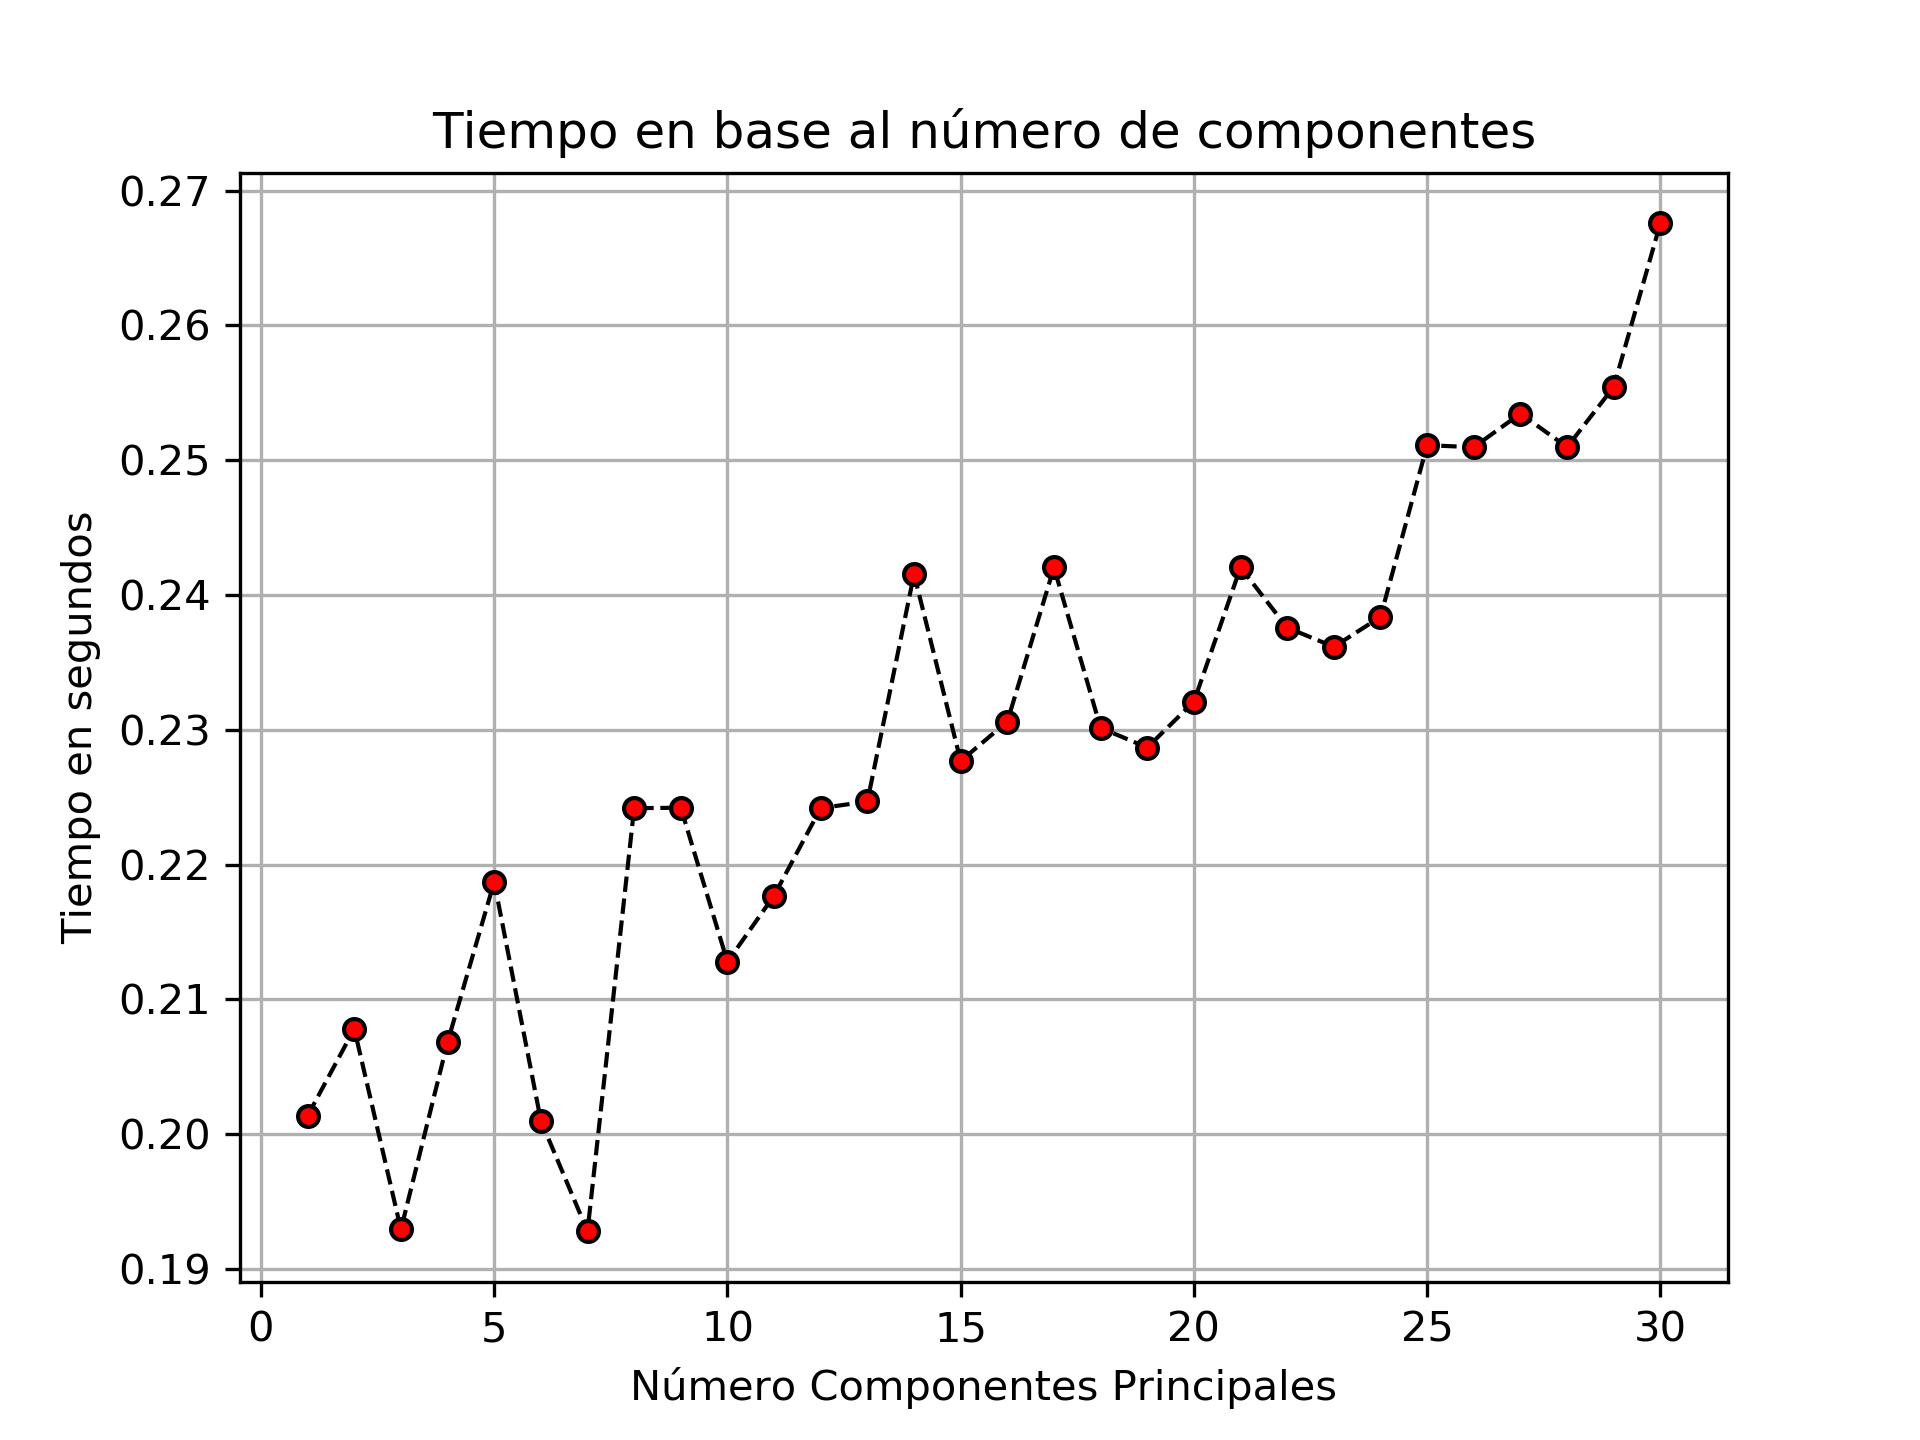 Tiempo en base al número de componentes
0.27
0.26
0.25
0.24
0.23
0.22
0.21
0.20
0.19
Tiempo en segundos
0 5 10 15 20 25 30
Número Componentes Principales